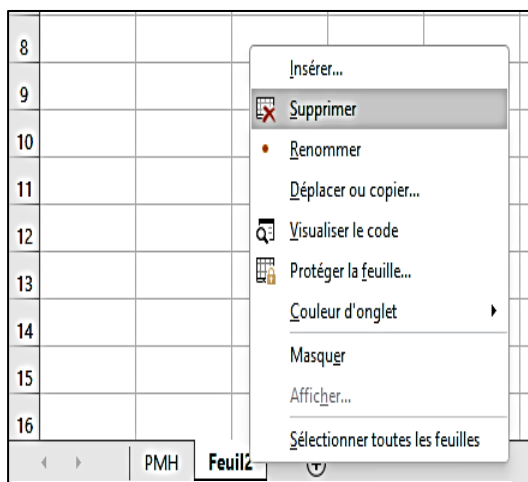 8
Insérer...
9
Supprimer
10
Renommer
11
Déplacer ou copier...
12
Visualiser le code
13
Protéger la feuille...
Couleur d'onglet
14
Masquer
15
Afficher...
16
Sélectionner toutes les feuilles
PMH Feuil2